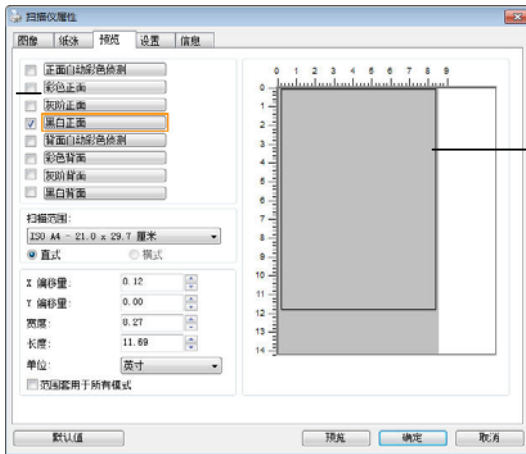 扫描仪属性
图像 纸张 预览 设置 信息
正面自动彩色侦测
彩色正面
灰阶正面
黑白正面
背面自动彩色侦测
彩色背面
灰阶背面
黑白背面
扫描范围:
ISO A4 - 21.0 x 29.7 厘米
直式 横式
X 偏移量: 0.12
Y 偏移量: 0.00
宽度: 8.27
长度: 11.69
单位: 英寸
范围套用于所有模式
0 1 2 3 4 5 6 7 8 9
0
1
2
3
4
5
6
7
8
9
10
11
12
13
14
默认值 预览 确定 取消